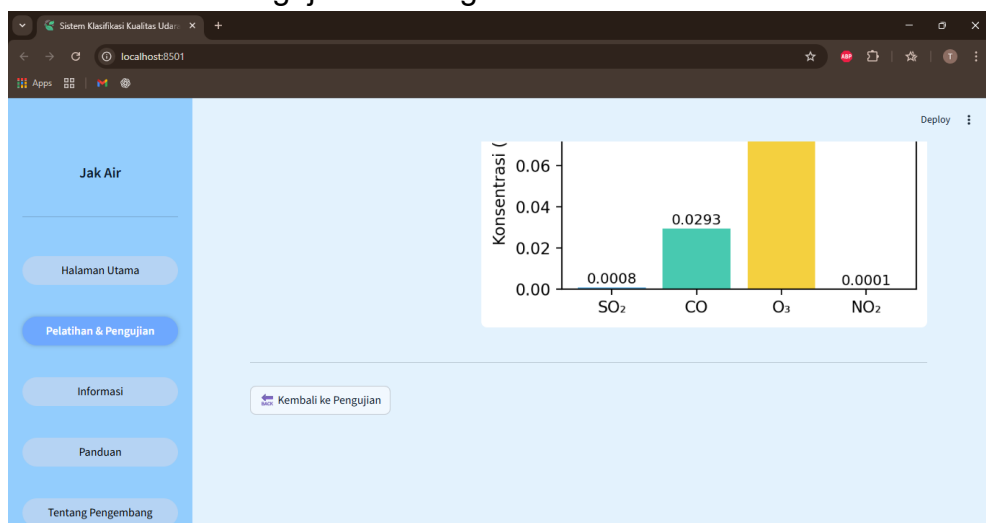 Sistem Klasifikasi Kualitas Udar
localhost:8501
ABP
T
Apps
Deploy
Jak Air
Halaman Utama
Pelatihan & Pengujian
Informasi
Panduan
Tentang Pengembang
Konsentrasi (
0.06
0.04
0.02
0.00
0.0008
0.0293
0.0001
SO₂
CO
O₃
NO₂
BACK Kembali ke Pengujian